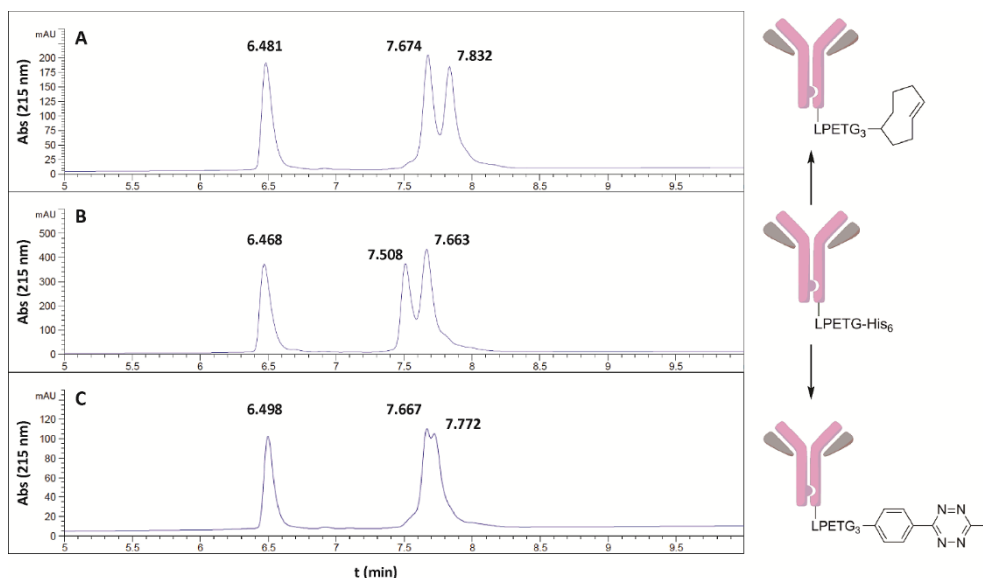 mAU
A
6.481
7.674
7.832
200
175
150
125
100
75
50
25
0
Abs (215 nm)
5 5.5 6 6.5 7 7.5 8 8.5 9 9.5
LPETG₃
mAU
B
6.468
7.508
7.663
500
400
300
200
100
0
Abs (215 nm)
5 5.5 6 6.5 7 7.5 8 8.5 9 9.5
LPETG-His₆
mAU
C
6.498
7.667
7.772
120
100
80
60
40
20
0
Abs (215 nm)
5 5.5 6 6.5 7 7.5 8 8.5 9 9.5
t (min)
LPETG₃
N N
N N